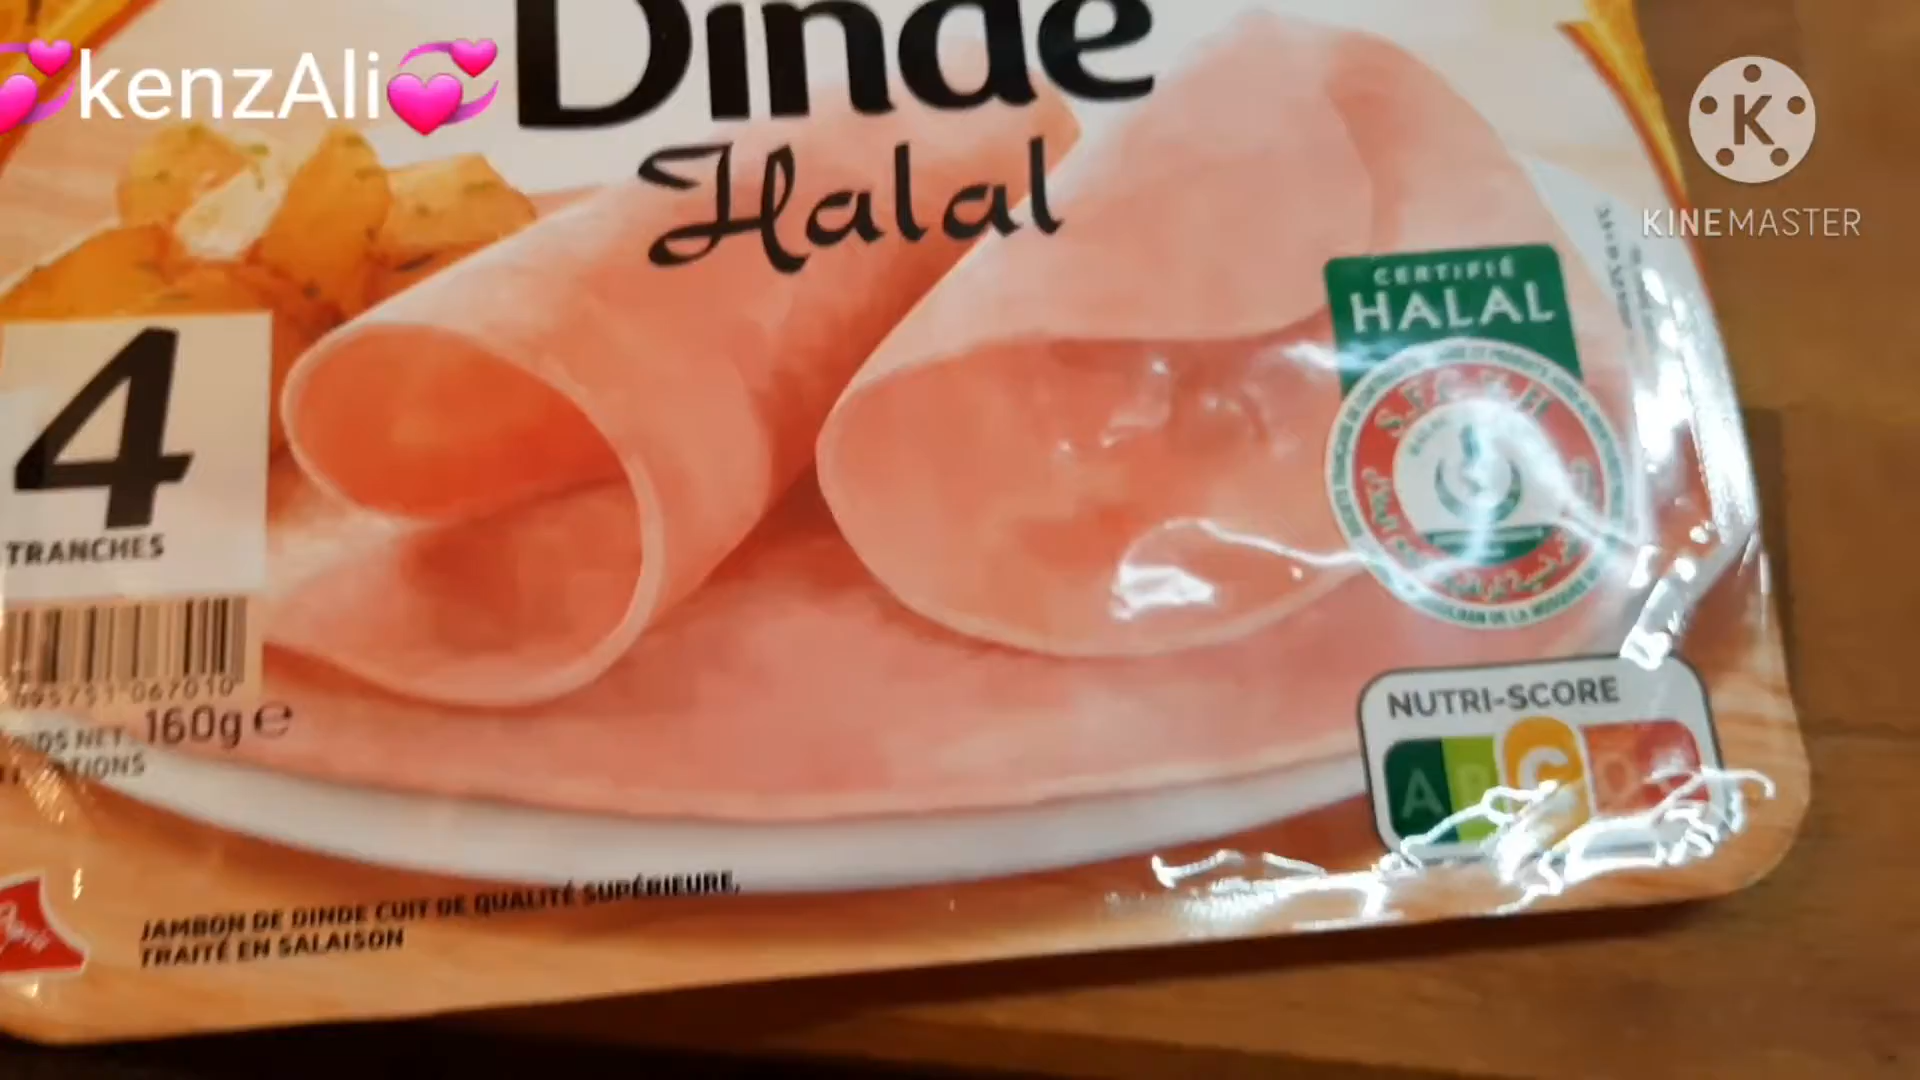 Dinde
kenzAli
Halal
KINEMASTER
CERTIFIÉ
HALAL
4
TRANCHES
NUTRI-SCORE
A B C D E
160g e
JAMBON DE DINDE CUIT DE QUALITÉ SUPÉRIEURE,
TRAITÉ EN SALAISON